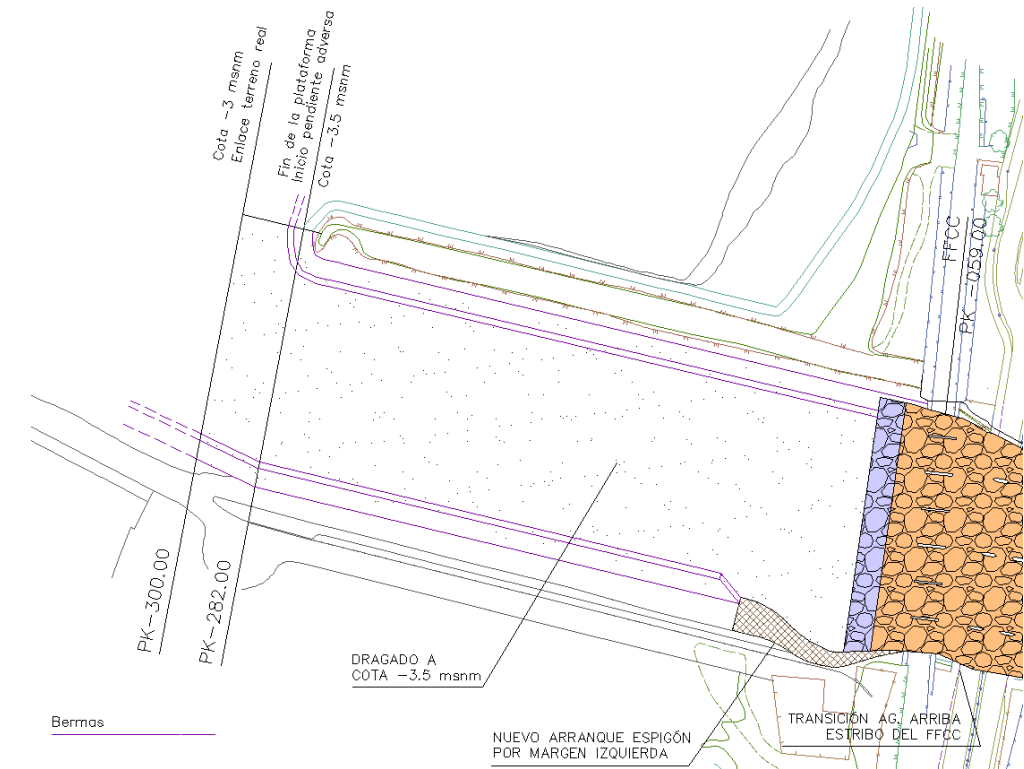 Cota -3 msnm
Enlace terreno real
Fin de la plataforma
Inicio pendiente adversa
Cota -3.5 msnm
FFCC
PK -059.00
PK-300.00
PK-282.00
DRAGADO A
COTA -3.5 msnm
Bermas
NUEVO ARRANQUE ESPIGÓN
POR MARGEN IZQUIERDA
TRANSICIÓN AG. ARRIBA
ESTRIBO DEL FFCC